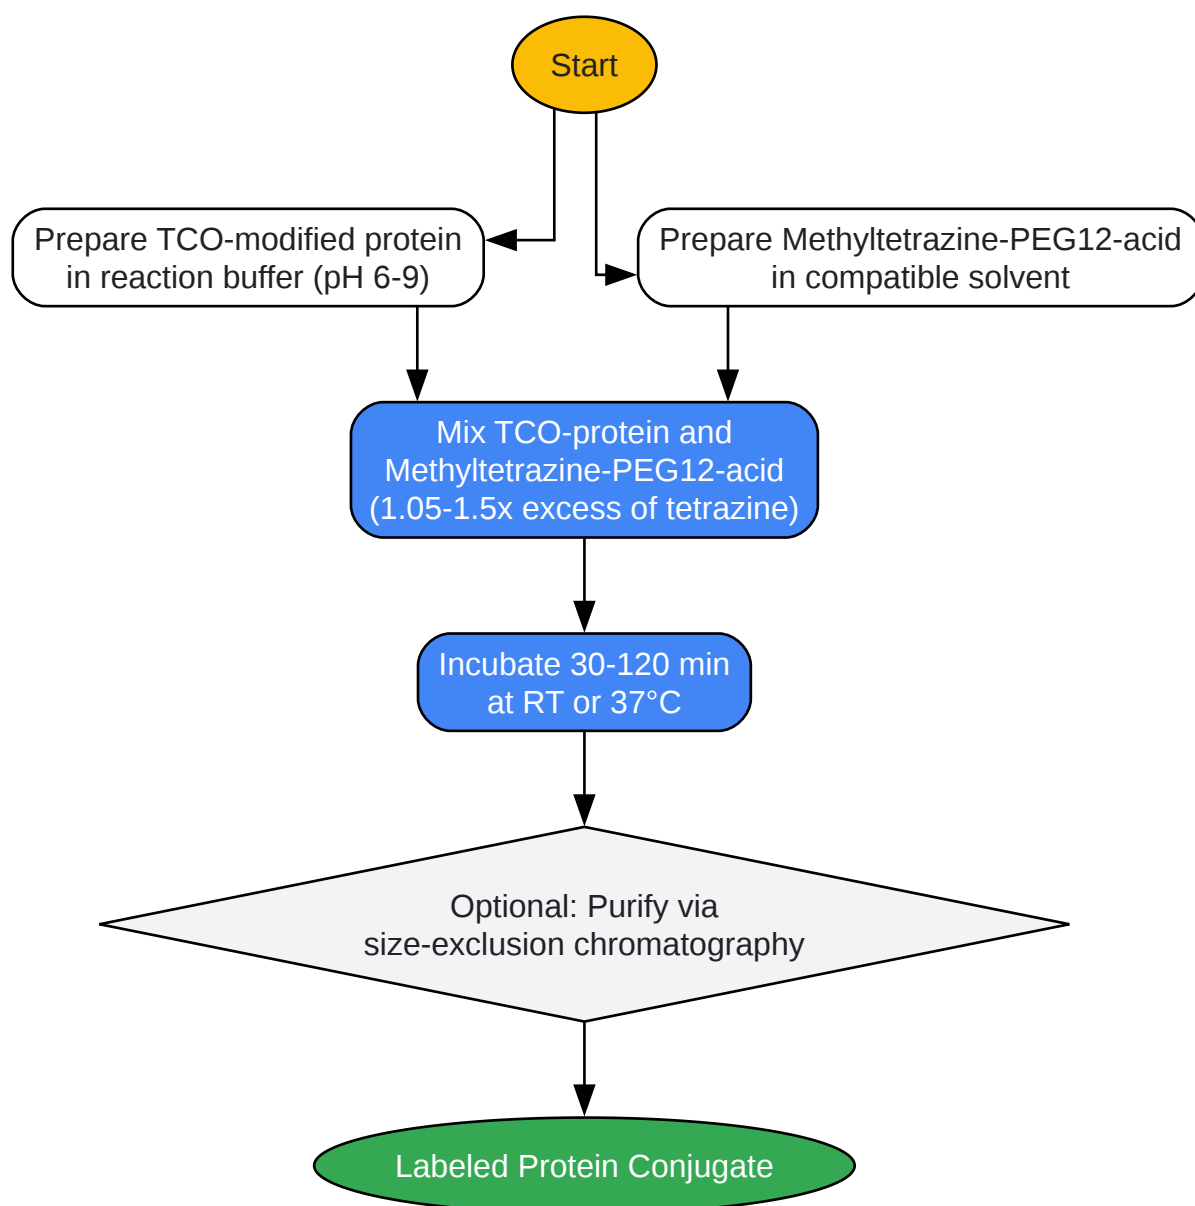 Start
Prepare TCO-modified protein
in reaction buffer (pH 6-9)
Prepare Methyltetrazine-PEG12-acid
in compatible solvent
Mix TCO-protein and
Methyltetrazine-PEG12-acid
(1.05-1.5x excess of tetrazine)
Incubate 30-120 min
at RT or 37°C
Optional: Purify via
size-exclusion chromatography
Labeled Protein Conjugate